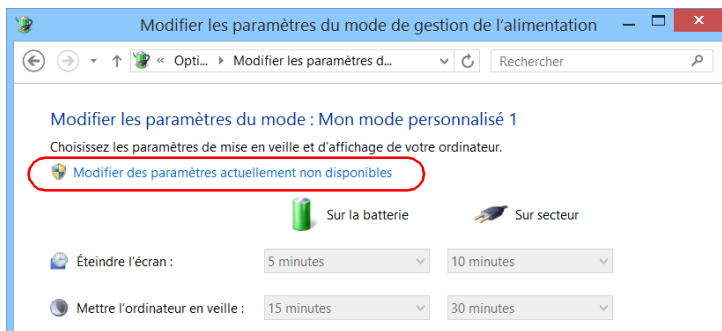 Modifier les paramètres du mode de gestion de l'alimentation
« Opti... Modifier les paramètres d... Rechercher
Modifier les paramètres du mode : Mon mode personnalisé 1
Choisissez les paramètres de mise en veille et d'affichage de votre ordinateur.
Modifier des paramètres actuellement non disponibles
Sur la batterie Sur secteur
Éteindre l'écran : 5 minutes 10 minutes
Mettre l'ordinateur en veille : 15 minutes 30 minutes